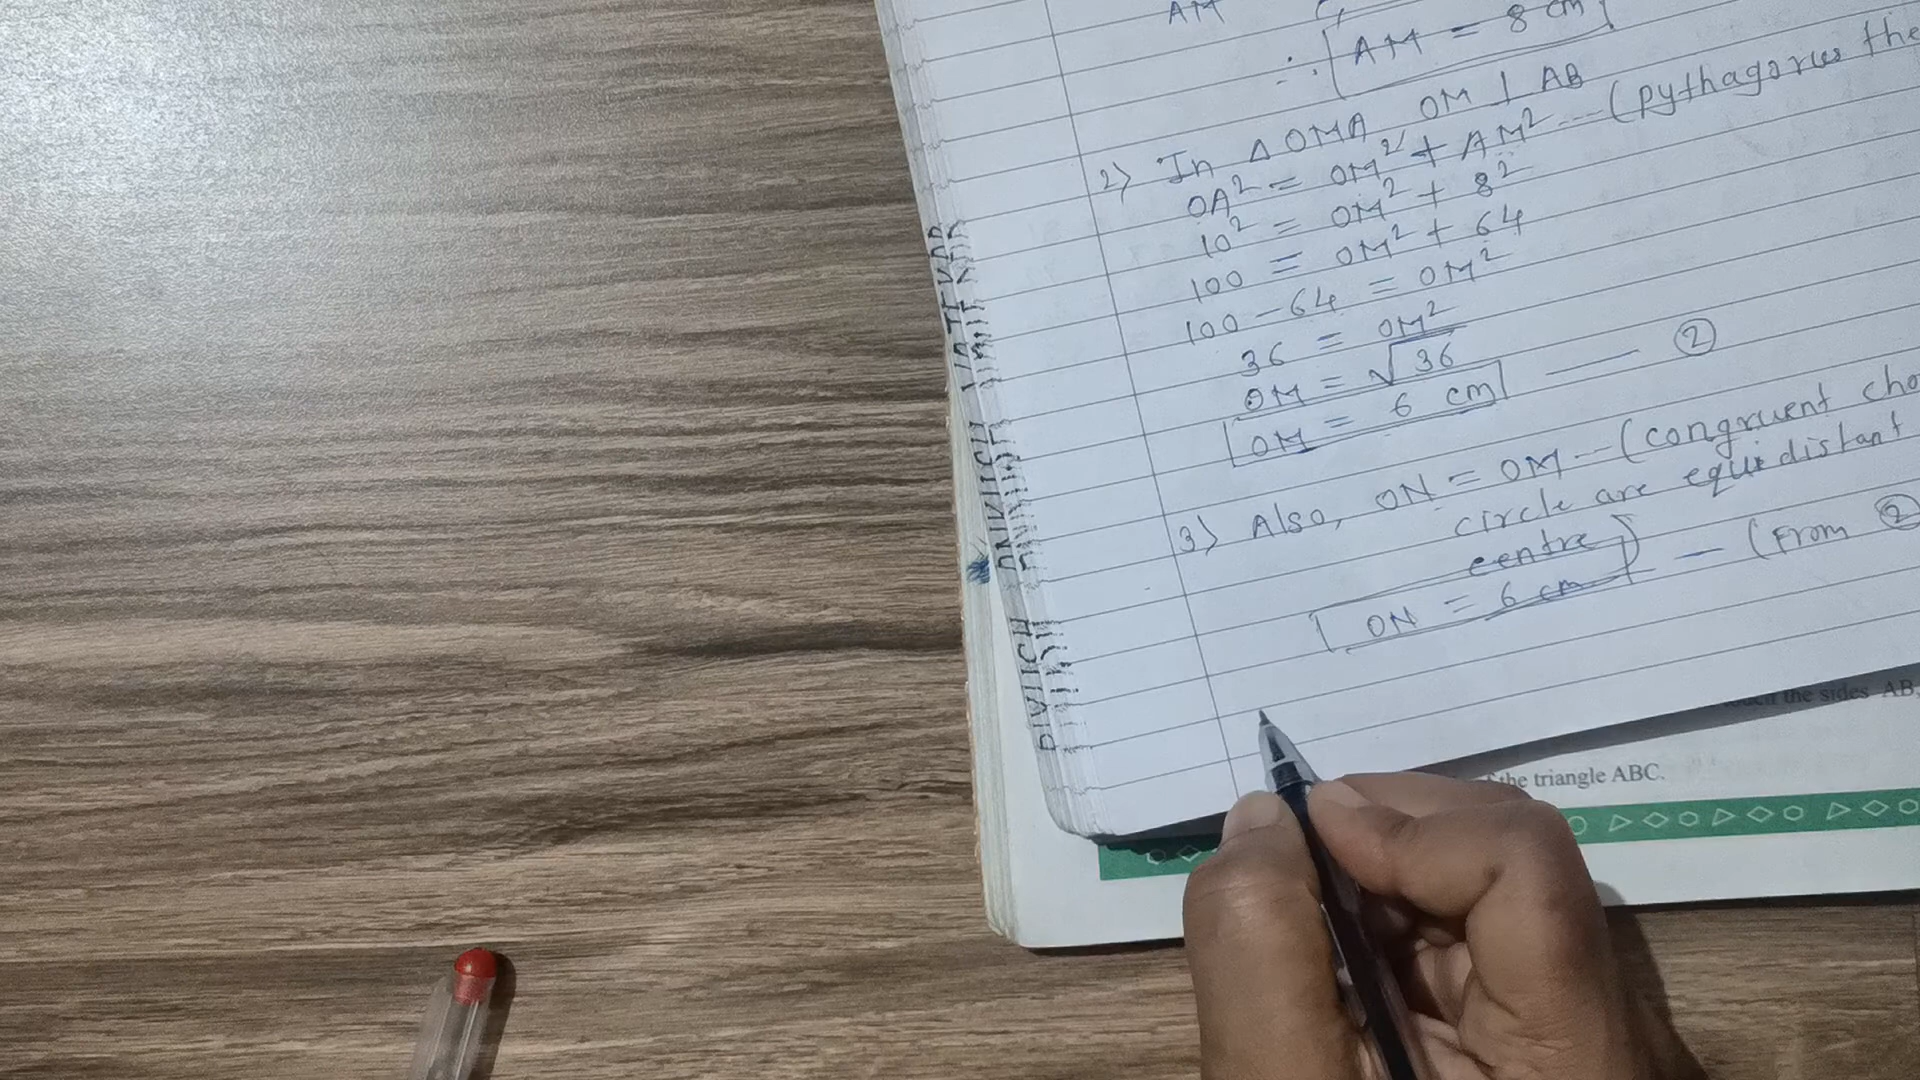 AM
∴ AM = 8 cm
2) In △ OMA OM ⊥ AB
OA² = OM² + AM² --- (pythagorus the
10² = OM² + 8²
100 = OM² + 64
100 - 64 = OM²
36 = OM²
OM = √36
OM = 6 cm —— ②
3) Also, ON = OM -- (congruent cho
circle are equidistant
centre)
ON = 6 cm — (From ②
the sides AB,
the triangle ABC.